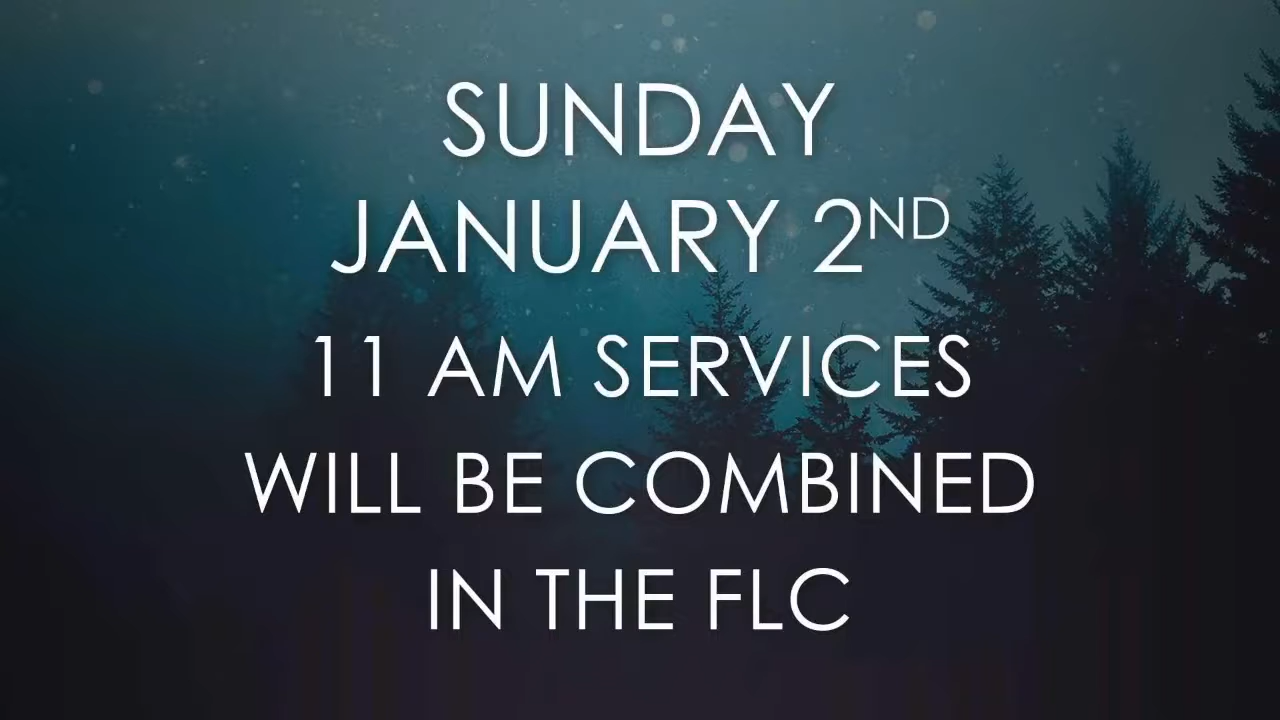 SUNDAY
JANUARY 2ND
11 AM SERVICES
WILL BE COMBINED
IN THE FLC